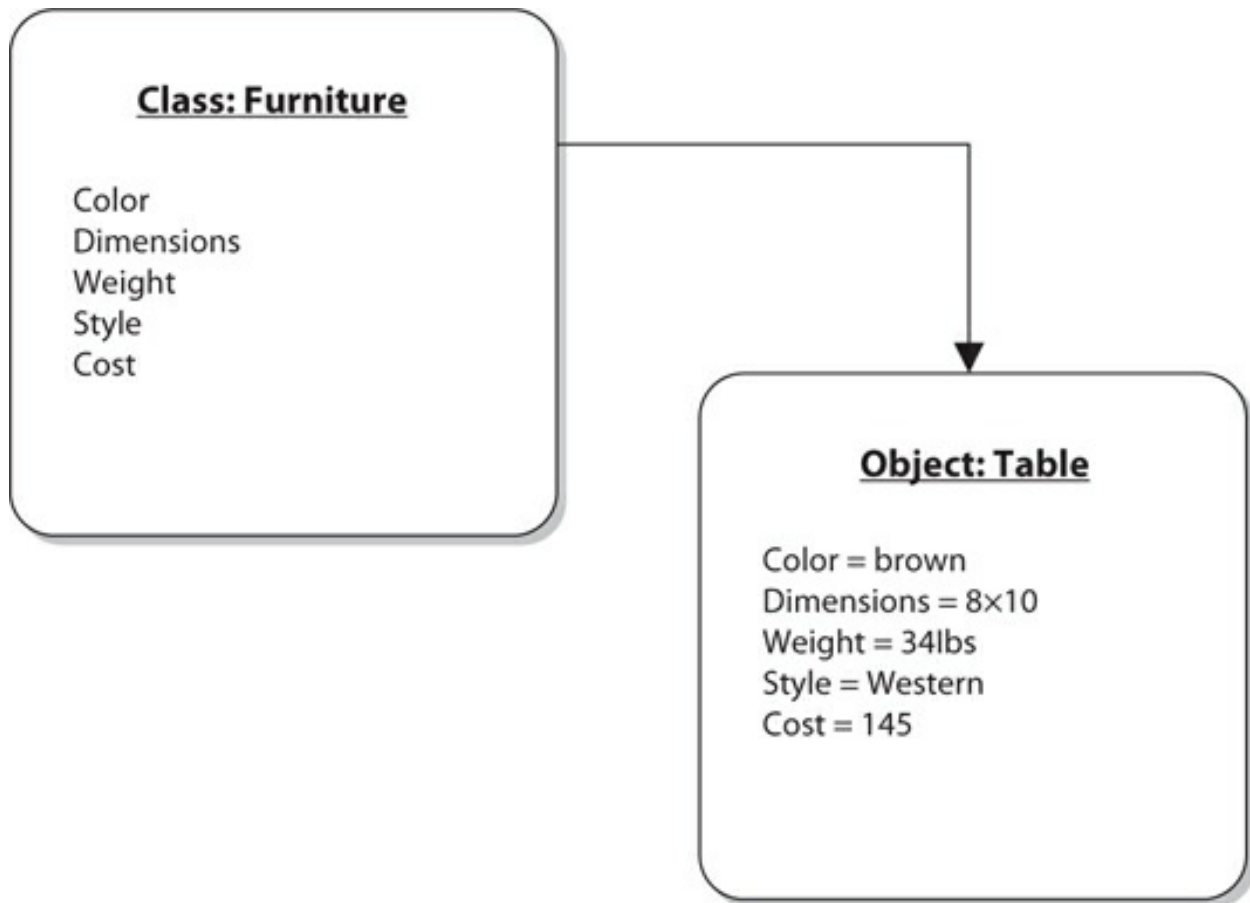 Class: Furniture
Color
Dimensions
Weight
Style
Cost
Object: Table
Color = brown
Dimensions = 8×10
Weight = 34lbs
Style = Western
Cost = 145